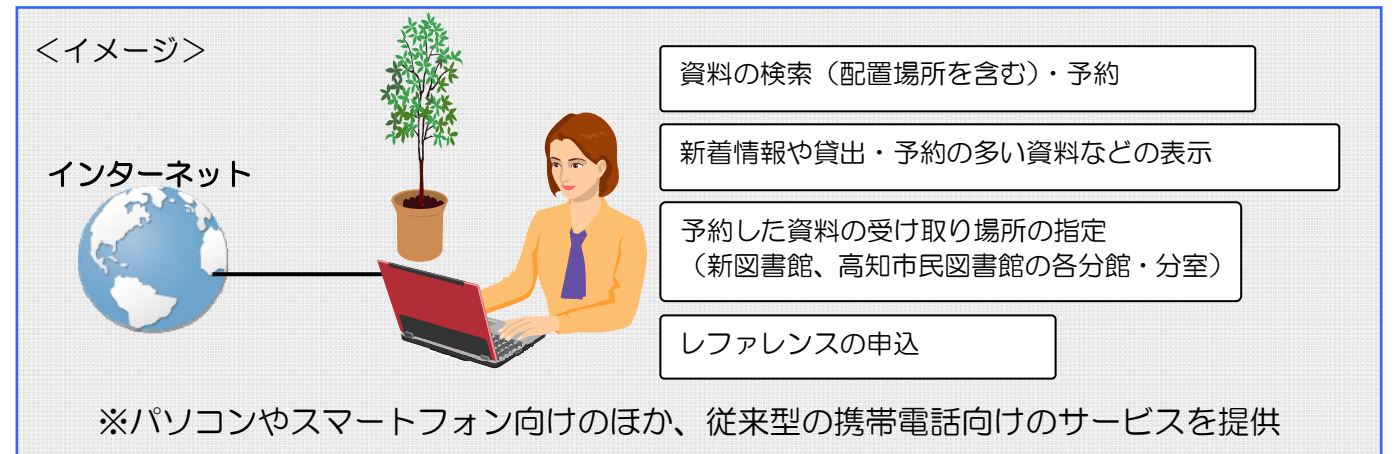 ＜イメージ＞
インターネット
資料の検索（配置場所を含む）・予約
新着情報や貸出・予約の多い資料などの表示
予約した資料の受け取り場所の指定
（新図書館、高知市民図書館の各分館・分室）
レファレンスの申込
※パソコンやスマートフォン向けのほか、従来型の携帯電話向けのサービスを提供